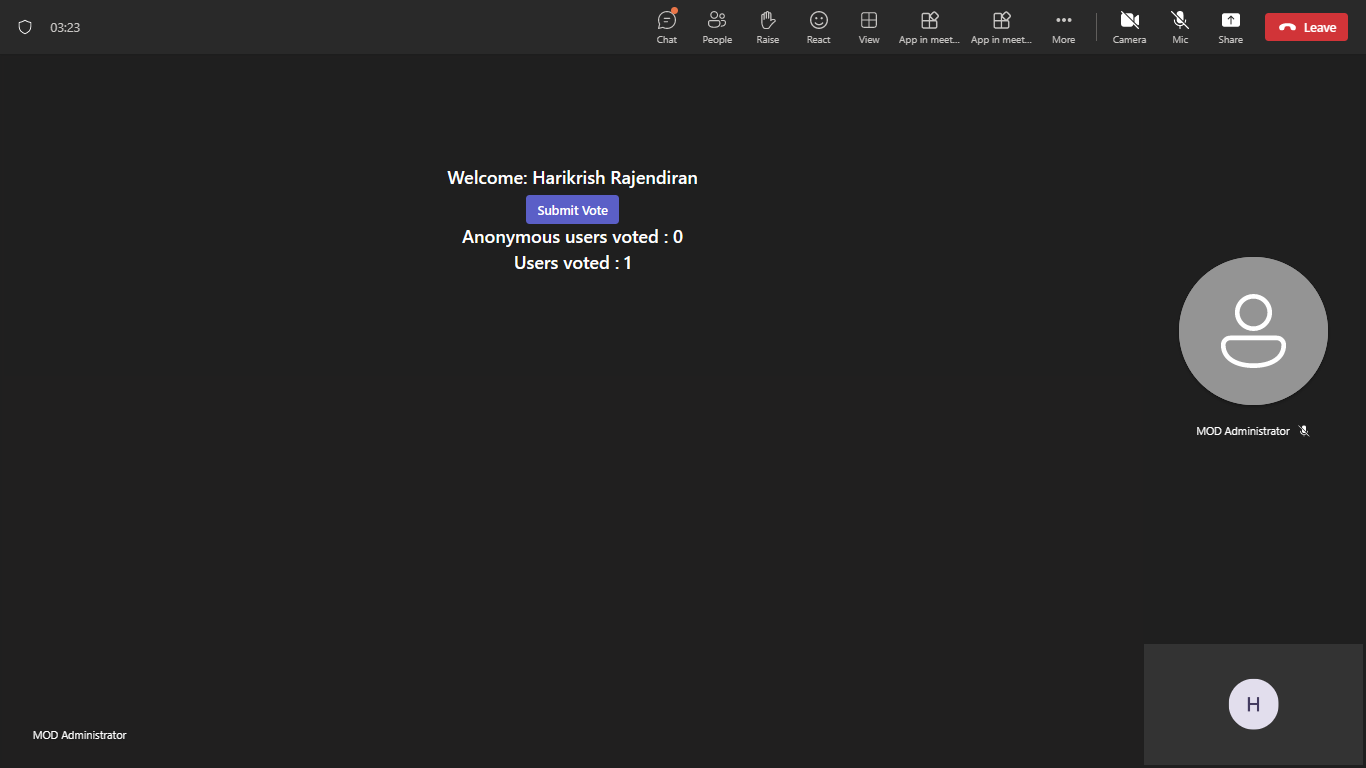 03:23
Chat
People
Raise
React
View
App in meet...
App in meet...
More
Camera
Mic
Share
Leave
Welcome: Harikrish Rajendiran
Submit Vote
Anonymous users voted : 0
Users voted : 1
MOD Administrator
H
MOD Administrator